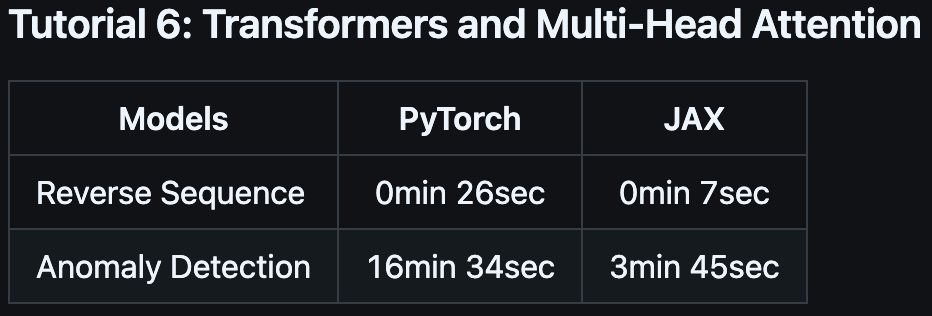 Tutorial 6: Transformers and Multi-Head Attention
Models PyTorch JAX
Reverse Sequence 0min 26sec 0min 7sec
Anomaly Detection 16min 34sec 3min 45sec